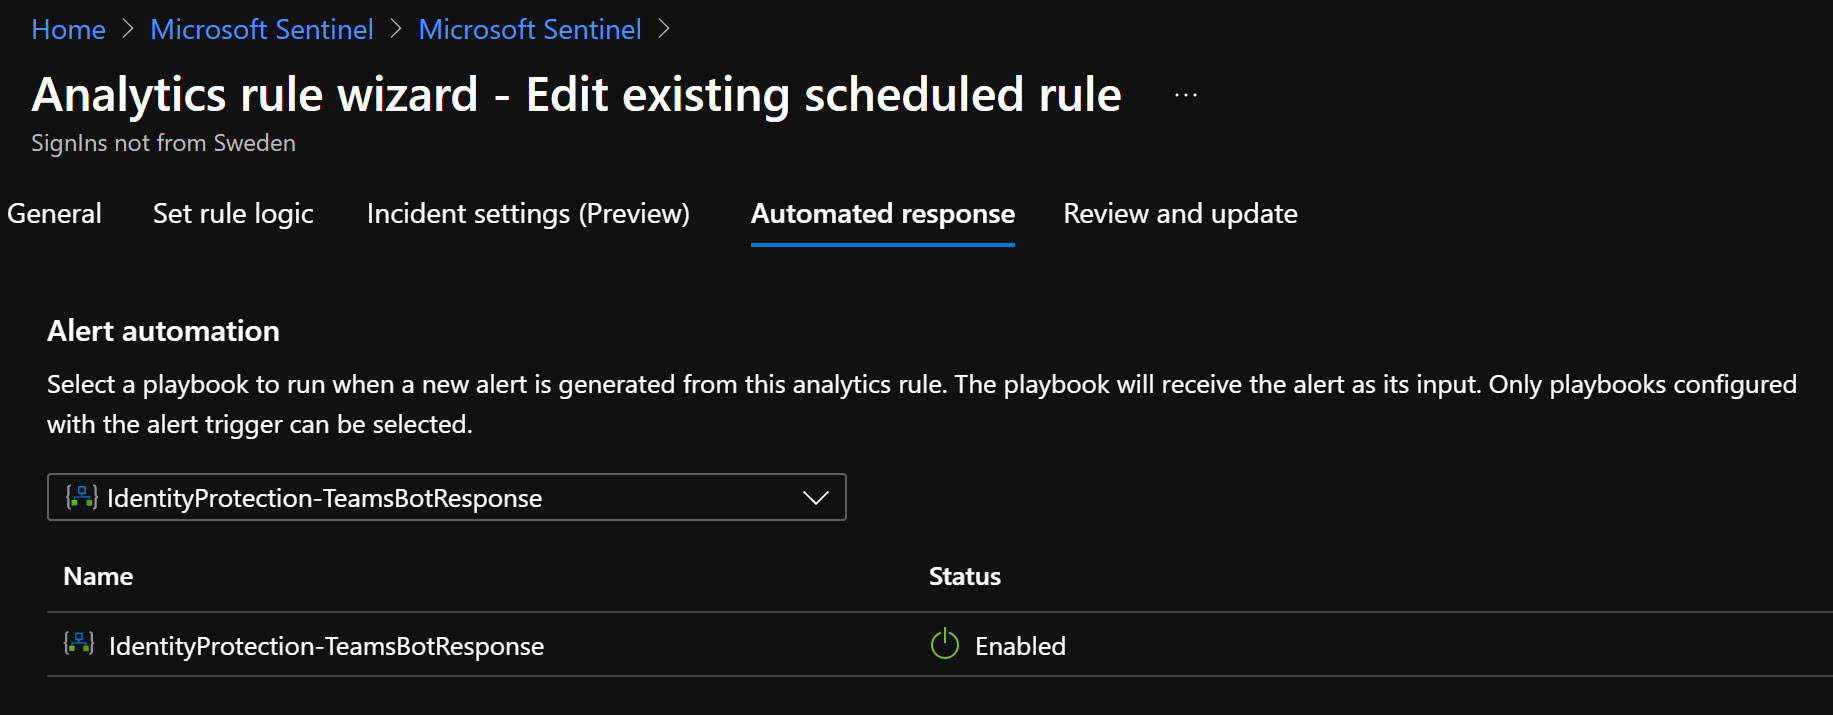 Home > Microsoft Sentinel > Microsoft Sentinel >
Analytics rule wizard - Edit existing scheduled rule ...
SignIns not from Sweden
General Set rule logic Incident settings (Preview) Automated response Review and update
Alert automation
Select a playbook to run when a new alert is generated from this analytics rule. The playbook will receive the alert as its input. Only playbooks configured
with the alert trigger can be selected.
IdentityProtection-TeamsBotResponse
Name Status
IdentityProtection-TeamsBotResponse Enabled